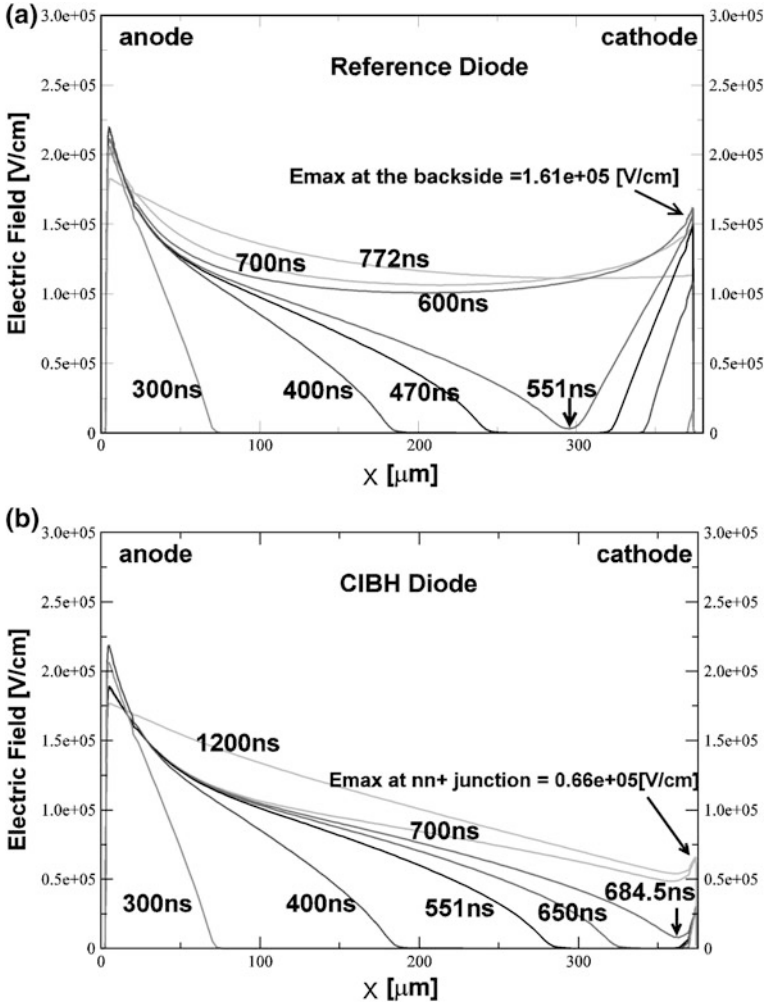 (a)
anode cathode
Reference Diode
Emax at the backside =1.61e+05 [V/cm]
772ns
700ns
600ns
300ns 400ns 470ns 551ns
Electric Field [V/cm]
3.0e+05 3.0e+05
2.5e+05 2.5e+05
2.0e+05 2.0e+05
1.5e+05 1.5e+05
1.0e+05 1.0e+05
0.5e+05 0.5e+05
0 0
0 100 200 300
X [μm]
(b)
anode cathode
CIBH Diode
1200ns
Emax at nn+ junction = 0.66e+05[V/cm]
700ns
684.5ns
300ns 400ns 551ns 650ns
Electric Field [V/cm]
3.0e+05 3.0e+05
2.5e+05 2.5e+05
2.0e+05 2.0e+05
1.5e+05 1.5e+05
1.0e+05 1.0e+05
0.5e+05 0.5e+05
0 0
0 100 200 300
X [μm]